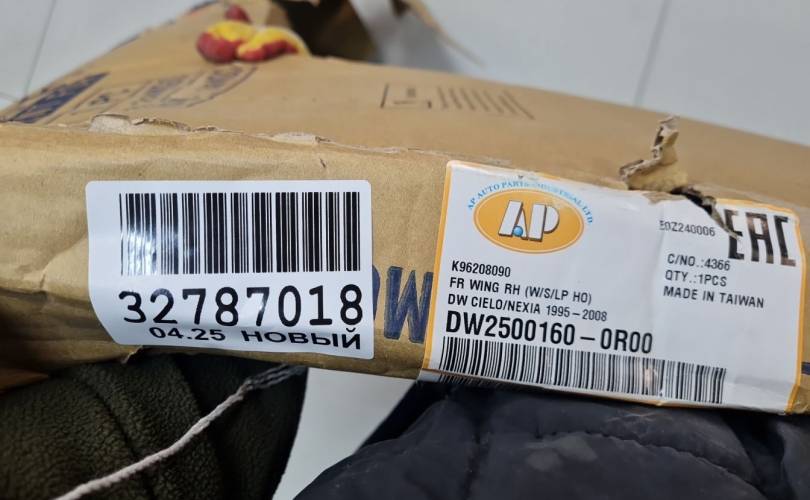 32787018
04.25 НОВЫЙ
AP AUTO PARTS INDUSTRIAL LTD.
AP
K96208090
FR WING RH (W/S/LP HO)
DW CIELO/NEXIA 1995-2008
DW2500160-0R00
E0Z240006
EAC
C/NO.:4366
QTY.:1PCS
MADE IN TAIWAN